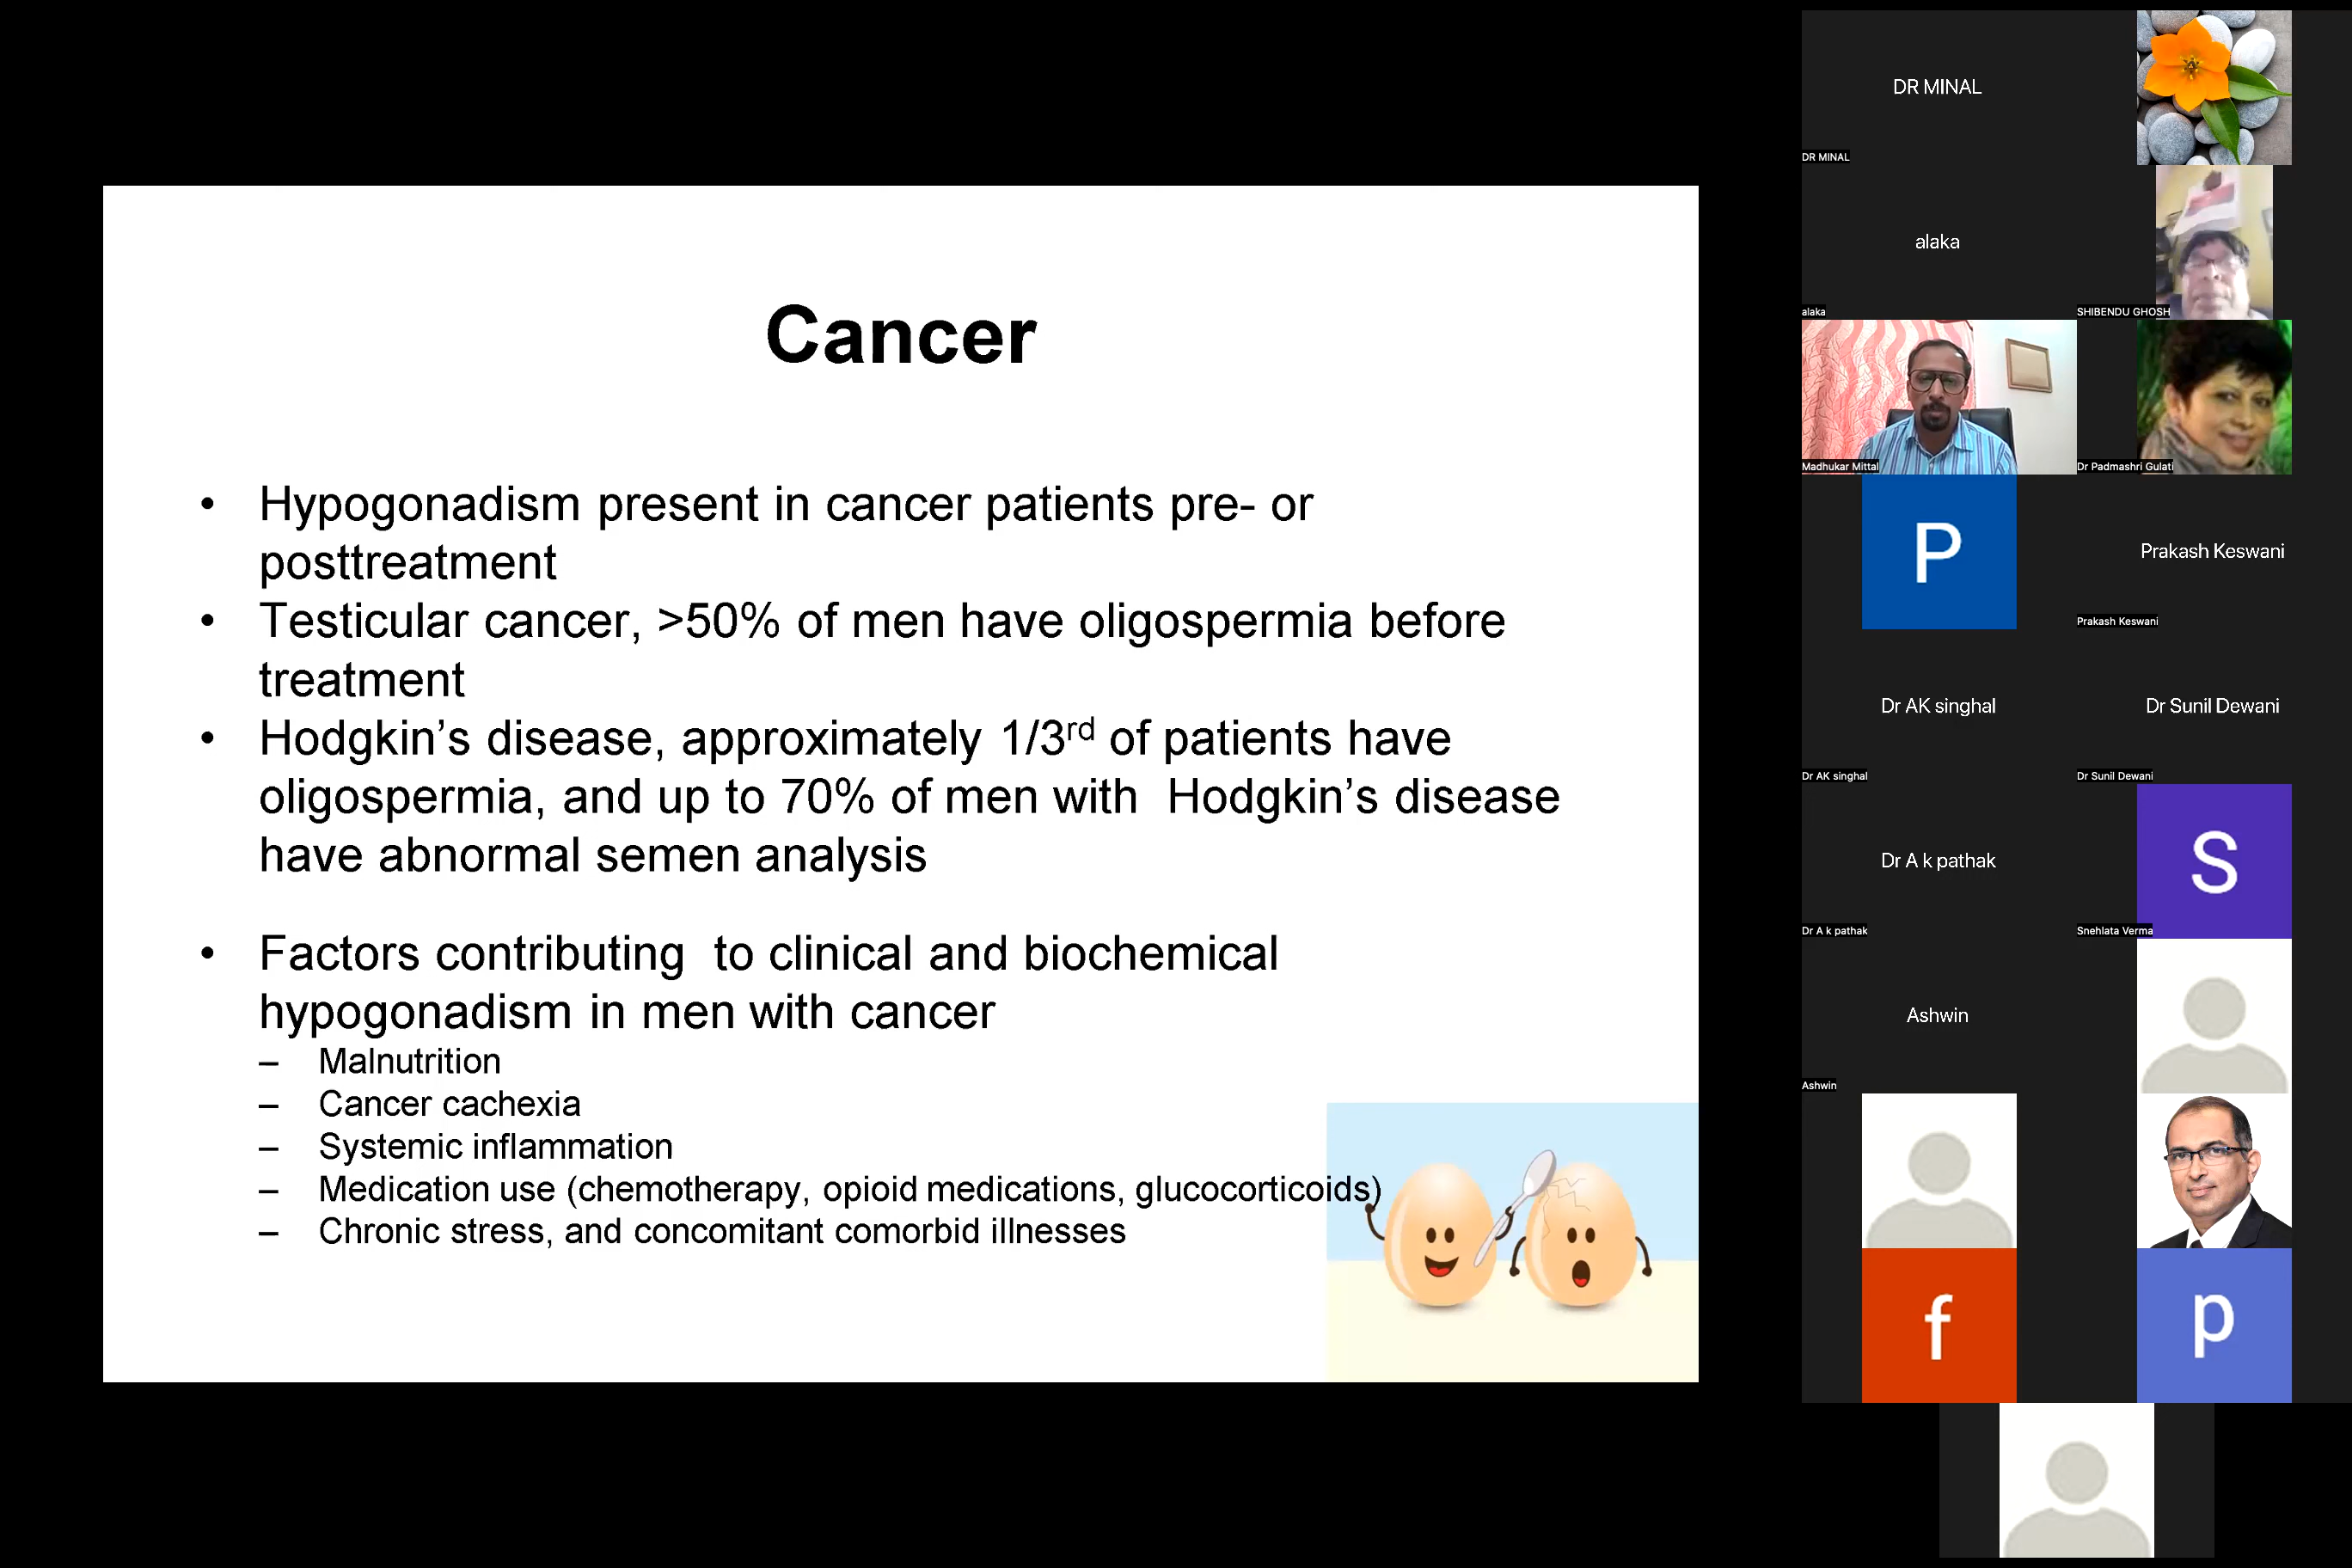 Cancer
• Hypogonadism present in cancer patients pre- or
posttreatment
• Testicular cancer, >50% of men have oligospermia before
treatment
• Hodgkin’s disease, approximately 1/3rd of patients have
oligospermia, and up to 70% of men with Hodgkin’s disease
have abnormal semen analysis
• Factors contributing to clinical and biochemical
hypogonadism in men with cancer
– Malnutrition
– Cancer cachexia
– Systemic inflammation
– Medication use (chemotherapy, opioid medications, glucocorticoids)
– Chronic stress, and concomitant comorbid illnesses
DR MINAL
DR MINAL
alaka
alaka
SHIBENDU GHOSH
Madhukar Mittal
Dr Padmashri Gulati
P
Prakash Keswani
Prakash Keswani
Dr AK singhal
Dr AK singhal
Dr Sunil Dewani
Dr Sunil Dewani
Dr A k pathak
Dr A k pathak
S
Snehlata Verma
Ashwin
Ashwin
f
p